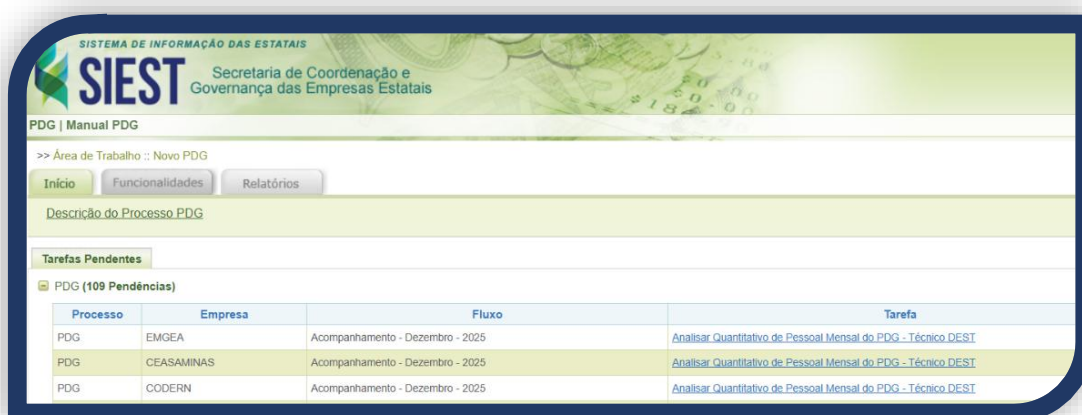 SISTEMA DE INFORMAÇÃO DAS ESTATAIS
SIEST
Secretaria de Coordenação e
Governança das Empresas Estatais
PDG | Manual PDG
>> Área de Trabalho :: Novo PDG
Início Funcionalidades Relatórios
Descrição do Processo PDG
Tarefas Pendentes
PDG (109 Pendências)
Processo Empresa Fluxo Tarefa
PDG EMGEA Acompanhamento - Dezembro - 2025 Analisar Quantitativo de Pessoal Mensal do PDG - Técnico DEST
PDG CEASAMINAS Acompanhamento - Dezembro - 2025 Analisar Quantitativo de Pessoal Mensal do PDG - Técnico DEST
PDG CODERN Acompanhamento - Dezembro - 2025 Analisar Quantitativo de Pessoal Mensal do PDG - Técnico DEST